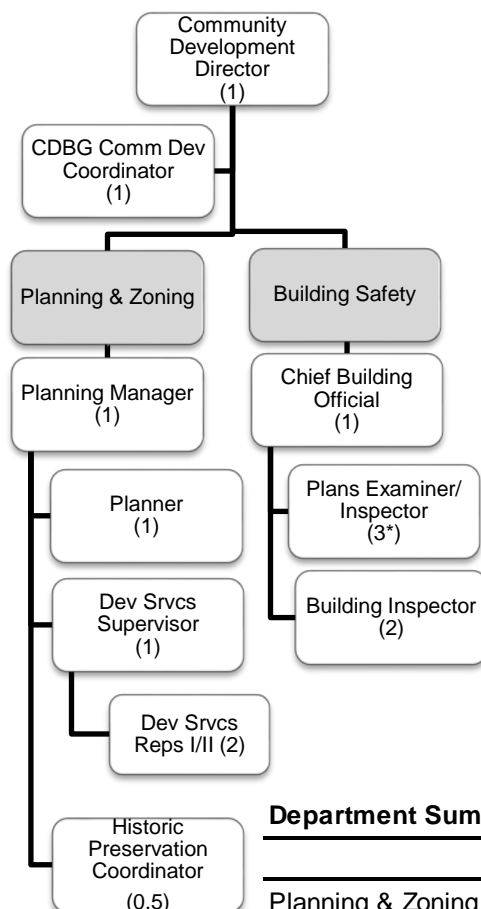 Community
Development
Director
(1)
CDBG Comm Dev
Coordinator
(1)
Planning & Zoning
Building Safety
Planning Manager
(1)
Chief Building
Official
(1)
Planner
(1)
Plans Examiner/
Inspector
(3*)
Dev Srvcs
Supervisor
(1)
Building Inspector
(2)
Dev Srvcs
Reps I/II (2)
Historic
Preservation
Coordinator
(0.5)
Department Sum
Planning & Zoning